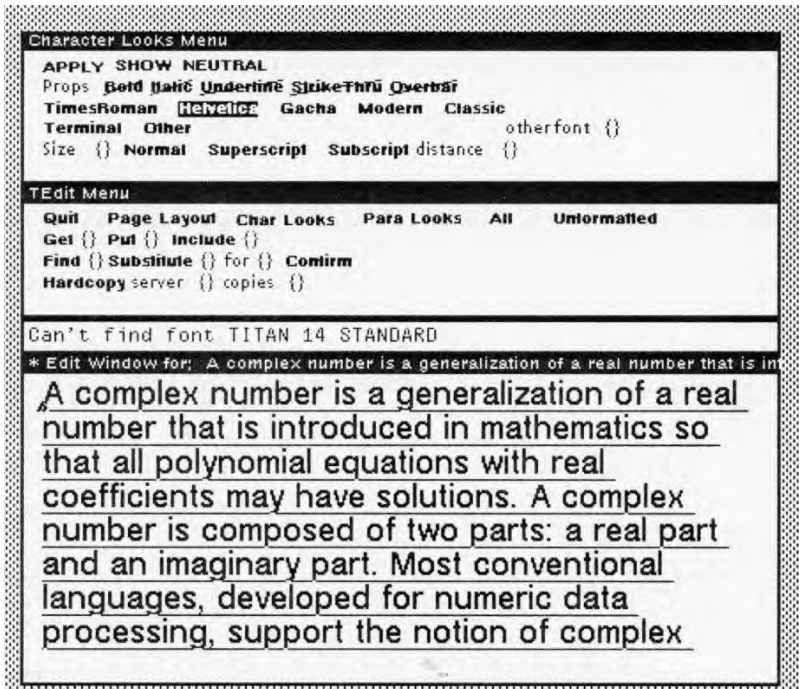 Character Looks Menu
APPLY SHOW NEUTRAL
Props Bold Italic Underline StrikeThru Overbar
TimesRoman Helvetica Gacha Modern Classic
Terminal Other otherfont {}
Size {} Normal Superscript Subscript distance {}
TEdit Menu
Quit Page Layout Char Looks Para Looks All Unformatted
Get {} Put {} Include {}
Find {} Substitute {} for {} Confirm
Hardcopy server {} copies {}
Can't find font TITAN 14 STANDARD
* Edit Window for; A complex number is a generalization of a real number that is int
A complex number is a generalization of a real
number that is introduced in mathematics so
that all polynomial equations with real
coefficients may have solutions. A complex
number is composed of two parts: a real part
and an imaginary part. Most conventional
languages, developed for numeric data
processing, support the notion of complex